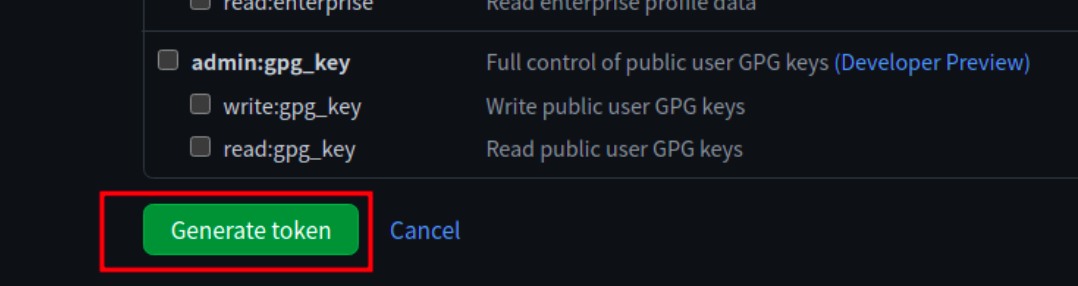 read:enterprise Read enterprise profile data
admin:gpg_key Full control of public user GPG keys (Developer Preview)
write:gpg_key Write public user GPG keys
read:gpg_key Read public user GPG keys
Generate token Cancel